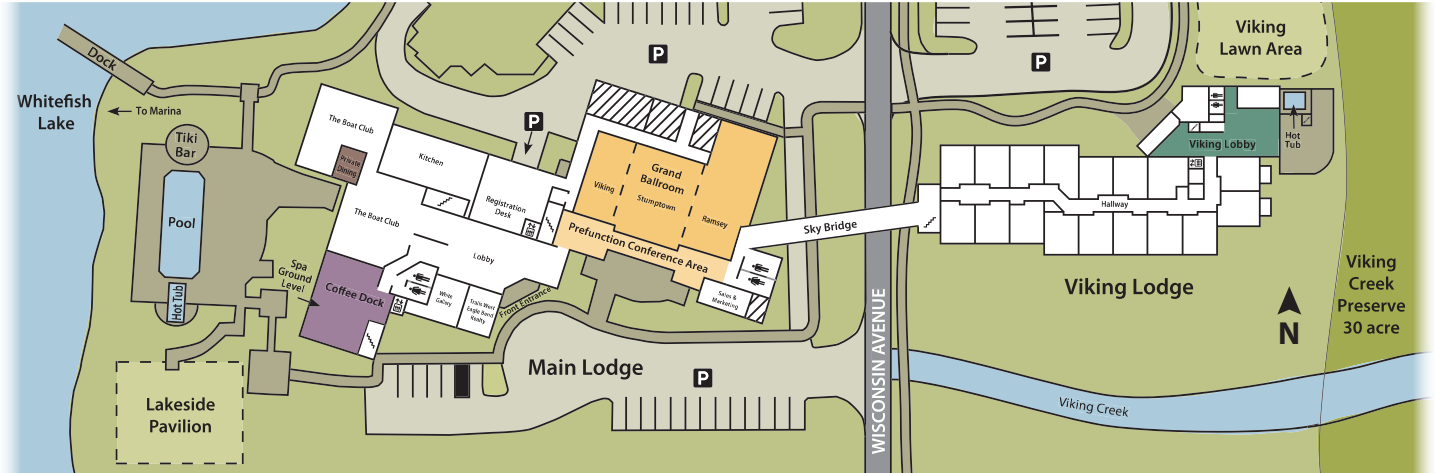 Dock
Whitefish
Lake
To Marina
Tiki
Bar
Pool
Hot Tub
Lakeside
Pavilion
Spa
Ground
Level
The Boat Club
Private
Dining
Kitchen
The Boat Club
Registration
Desk
Lobby
Coffee Dock
White
Gallery
Trails West
Eagle Bend
Realty
Front Entrance
P
P
Grand
Ballroom
Viking
Stumptown
Ramsey
Prefunction Conference Area
Sales &
Marketing
Main Lodge
P
Sky Bridge
WISCONSIN AVENUE
P
Viking
Lawn Area
Viking Lobby
Hot
Tub
Hallway
Viking Lodge
N
Viking
Creek
Preserve
30 acre
Viking Creek